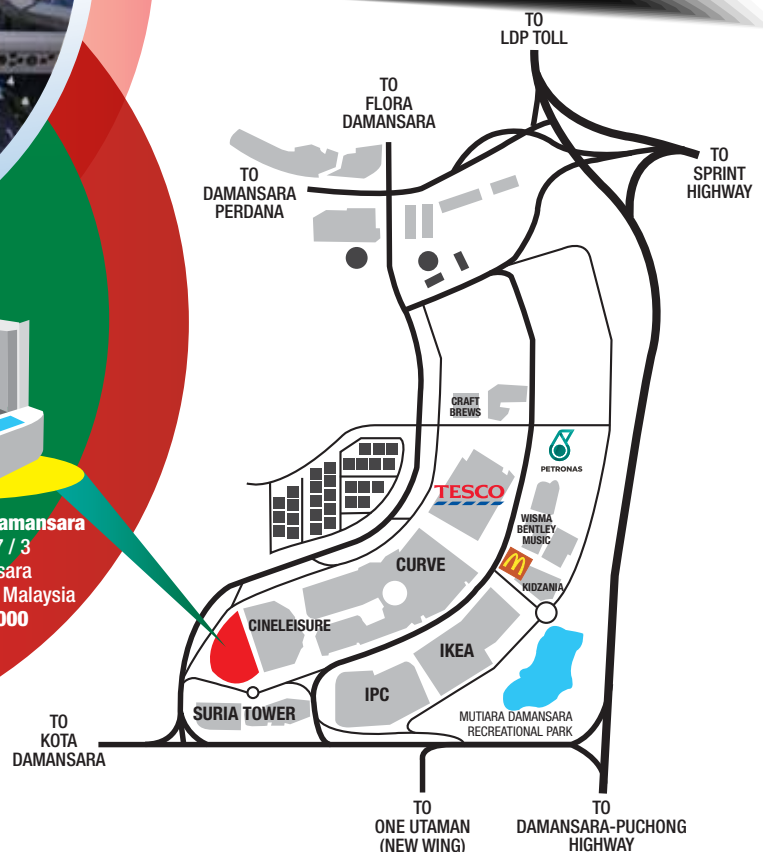 TO
LDP TOLL
TO
FLORA
DAMANSARA
TO
SPRINT
HIGHWAY
TO
DAMANSARA
PERDANA
CRAFT
BREWS
PETRONAS
TESCO
WISMA
BENTLEY
MUSIC
amansara
7 / 3
sara
Malaysia
000
CURVE
KIDZANIA
CINELEISURE
IKEA
IPC
SURIA TOWER
MUTIARA DAMANSARA
RECREATIONAL PARK
TO
KOTA
DAMANSARA
TO
ONE UTAMAN
(NEW WING)
TO
DAMANSARA-PUCHONG
HIGHWAY